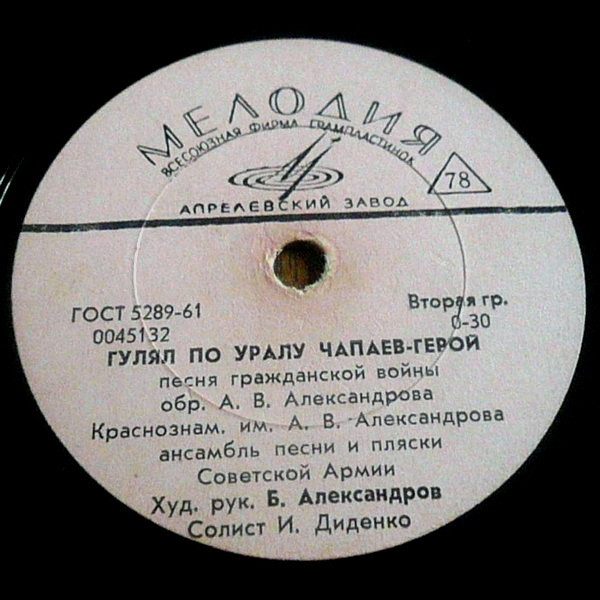 МЕЛОДИЯ
ВСЕСОЮЗНАЯ ФИРМА ГРАМПЛАСТИНОК
78
АПРЕЛЕВСКИЙ ЗАВОД
ГОСТ 5289-61
Вторая гр.
0045132
0-30
ГУЛЯЛ ПО УРАЛУ ЧАПАЕВ-ГЕРОЙ
песня гражданской войны
обр. А. В. Александрова
Краснознам. им. А. В. Александрова
ансамбль песни и пляски
Советской Армии
Худ. рук. Б. Александров
Солист И. Диденко